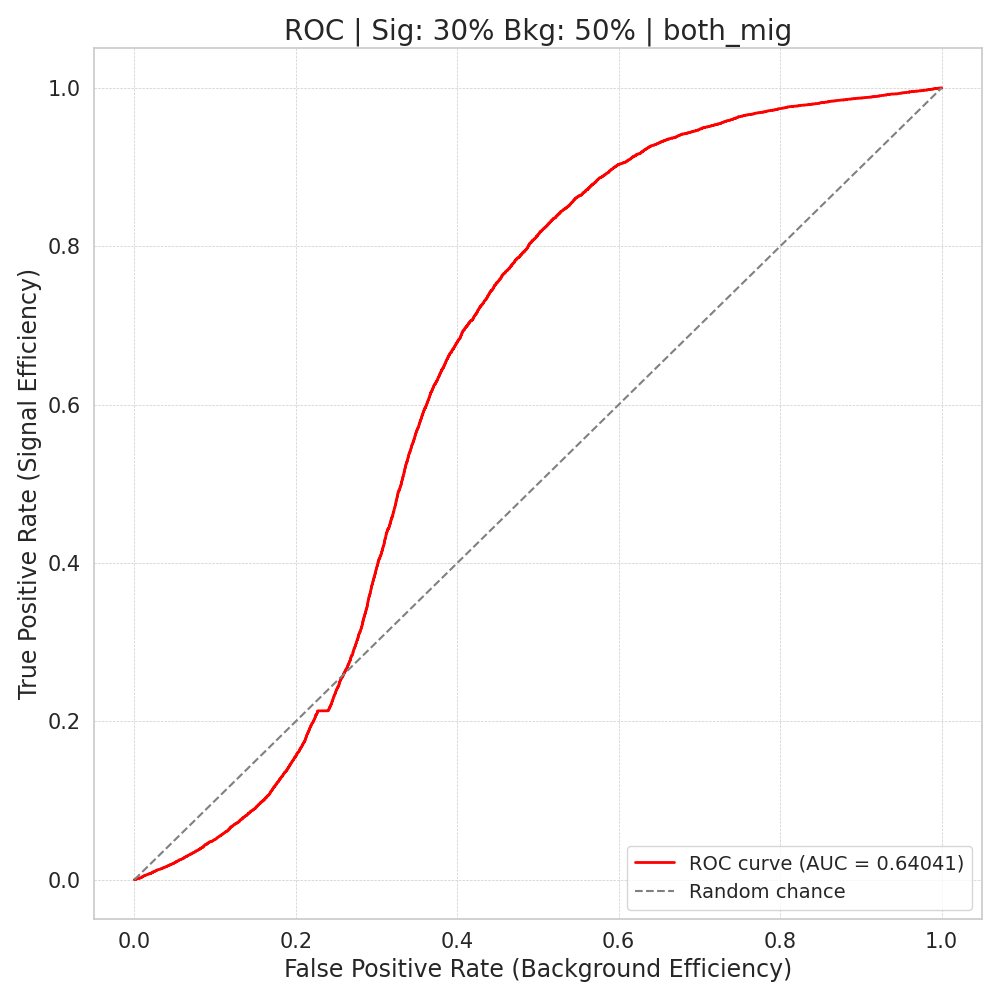 ROC | Sig: 30% Bkg: 50% | both_mig
True Positive Rate (Signal Efficiency)
1.0
0.8
0.6
0.4
0.2
0.0
0.0 0.2 0.4 0.6 0.8 1.0
False Positive Rate (Background Efficiency)
ROC curve (AUC = 0.64041)
Random chance